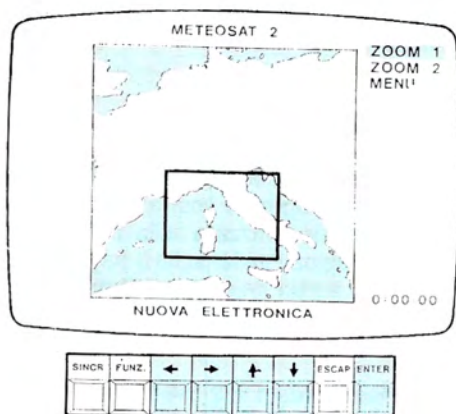 METEOSAT 2
ZOOM 1
ZOOM 2
MENU
0:00 00
NUOVA ELETTRONICA
SINCR. FUNZ. ← → ↑ ↓ ESCAP ENTER